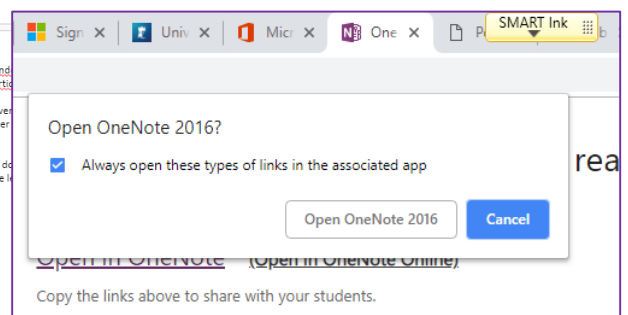 Sign
Univ
Micr
One
SMART Ink
Open OneNote 2016?
Always open these types of links in the associated app
rea
Open OneNote 2016
Cancel
Open in OneNote (Open in OneNote Online)
Copy the links above to share with your students.